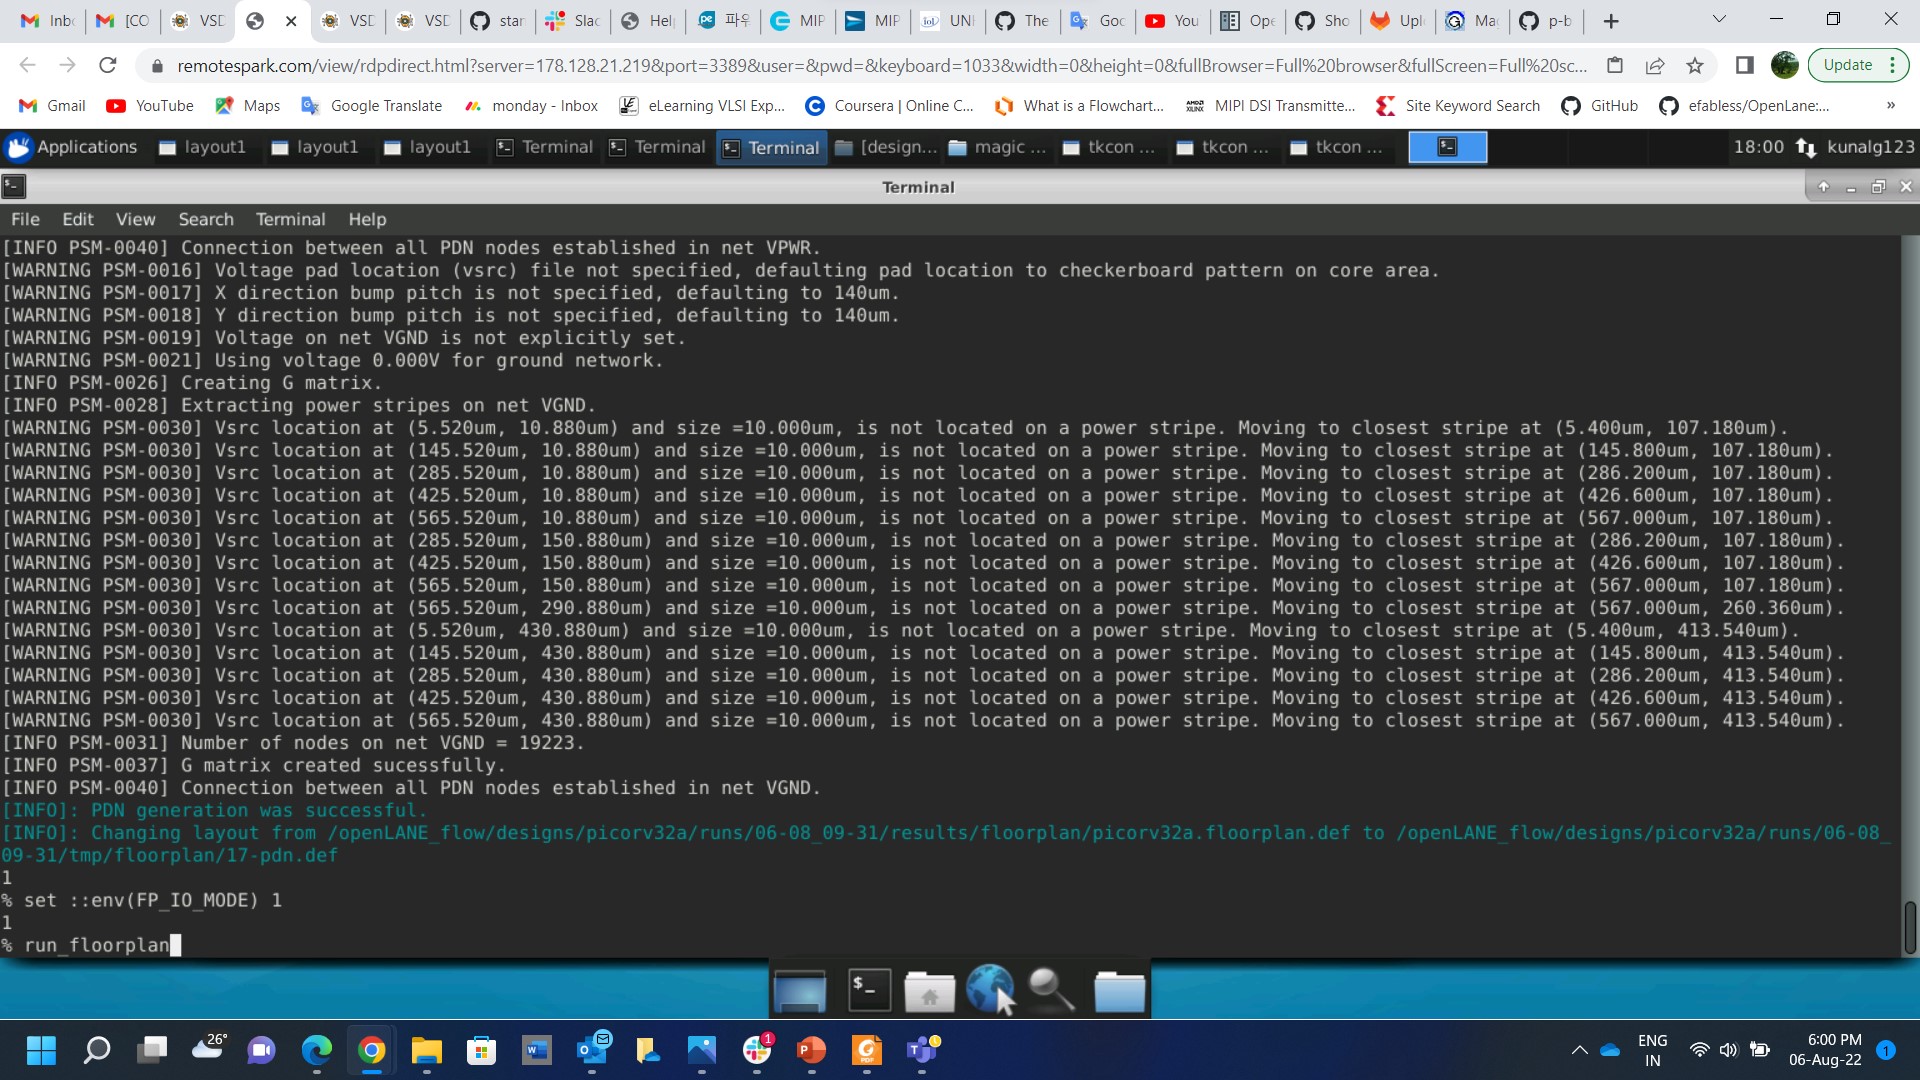 Inbo
[CO
VSD
VSD
VSD
star
Slac
Hel
파우
MIP
MIP
UNH
The
Goo
You
Ope
Sho
Uplo
Ma
p-b
remotespark.com/view/rdpdirect.html?server=178.128.21.219&port=3389&user=&pwd=&keyboard=1033&width=0&height=0&fullBrowser=Full%20browser&fullScreen=Full%20sc...
Update
Gmail
YouTube
Maps
Google Translate
monday - Inbox
eLearning VLSI Exp...
Coursera | Online C...
What is a Flowchart...
MIPI DSI Transmitte...
Site Keyword Search
GitHub
efabless/OpenLane:...
»
Applications
layout1
layout1
layout1
Terminal
Terminal
Terminal
[design...
magic ...
tkcon ...
tkcon ...
tkcon ...
18:00
kunalg123
Terminal
File Edit View Search Terminal Help
[INFO PSM-0040] Connection between all PDN nodes established in net VPWR.
[WARNING PSM-0016] Voltage pad location (vsrc) file not specified, defaulting pad location to checkerboard pattern on core area.
[WARNING PSM-0017] X direction bump pitch is not specified, defaulting to 140um.
[WARNING PSM-0018] Y direction bump pitch is not specified, defaulting to 140um.
[WARNING PSM-0019] Voltage on net VGND is not explicitly set.
[WARNING PSM-0021] Using voltage 0.000V for ground network.
[INFO PSM-0026] Creating G matrix.
[INFO PSM-0028] Extracting power stripes on net VGND.
[WARNING PSM-0030] Vsrc location at (5.520um, 10.880um) and size =10.000um, is not located on a power stripe. Moving to closest stripe at (5.400um, 107.180um).
[WARNING PSM-0030] Vsrc location at (145.520um, 10.880um) and size =10.000um, is not located on a power stripe. Moving to closest stripe at (145.800um, 107.180um).
[WARNING PSM-0030] Vsrc location at (285.520um, 10.880um) and size =10.000um, is not located on a power stripe. Moving to closest stripe at (286.200um, 107.180um).
[WARNING PSM-0030] Vsrc location at (425.520um, 10.880um) and size =10.000um, is not located on a power stripe. Moving to closest stripe at (426.600um, 107.180um).
[WARNING PSM-0030] Vsrc location at (565.520um, 10.880um) and size =10.000um, is not located on a power stripe. Moving to closest stripe at (567.000um, 107.180um).
[WARNING PSM-0030] Vsrc location at (285.520um, 150.880um) and size =10.000um, is not located on a power stripe. Moving to closest stripe at (286.200um, 107.180um).
[WARNING PSM-0030] Vsrc location at (425.520um, 150.880um) and size =10.000um, is not located on a power stripe. Moving to closest stripe at (426.600um, 107.180um).
[WARNING PSM-0030] Vsrc location at (565.520um, 150.880um) and size =10.000um, is not located on a power stripe. Moving to closest stripe at (567.000um, 107.180um).
[WARNING PSM-0030] Vsrc location at (565.520um, 290.880um) and size =10.000um, is not located on a power stripe. Moving to closest stripe at (567.000um, 260.360um).
[WARNING PSM-0030] Vsrc location at (5.520um, 430.880um) and size =10.000um, is not located on a power stripe. Moving to closest stripe at (5.400um, 413.540um).
[WARNING PSM-0030] Vsrc location at (145.520um, 430.880um) and size =10.000um, is not located on a power stripe. Moving to closest stripe at (145.800um, 413.540um).
[WARNING PSM-0030] Vsrc location at (285.520um, 430.880um) and size =10.000um, is not located on a power stripe. Moving to closest stripe at (286.200um, 413.540um).
[WARNING PSM-0030] Vsrc location at (425.520um, 430.880um) and size =10.000um, is not located on a power stripe. Moving to closest stripe at (426.600um, 413.540um).
[WARNING PSM-0030] Vsrc location at (565.520um, 430.880um) and size =10.000um, is not located on a power stripe. Moving to closest stripe at (567.000um, 413.540um).
[INFO PSM-0031] Number of nodes on net VGND = 19223.
[INFO PSM-0037] G matrix created sucessfully.
[INFO PSM-0040] Connection between all PDN nodes established in net VGND.
[INFO]: PDN generation was successful.
[INFO]: Changing layout from /openLANE_flow/designs/picorv32a/runs/06-08_09-31/results/floorplan/picorv32a.floorplan.def to /openLANE_flow/designs/picorv32a/runs/06-08_
09-31/tmp/floorplan/17-pdn.def
1
% set ::env(FP_IO_MODE) 1
1
% run_floorplan
26°
1
ENG
IN
6:00 PM
06-Aug-22
1